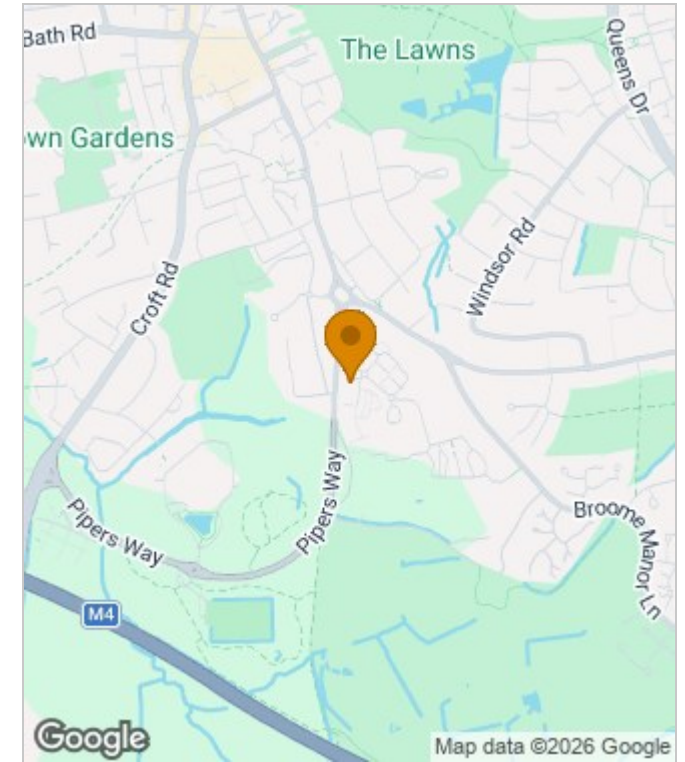 Bath Rd
The Lawns
Queens Dr
wn Gardens
Windsor Rd
Croft Rd
Pipers Way
Pipers Way
Broome Manor Ln
M4
Google
Map data ©2026 Google